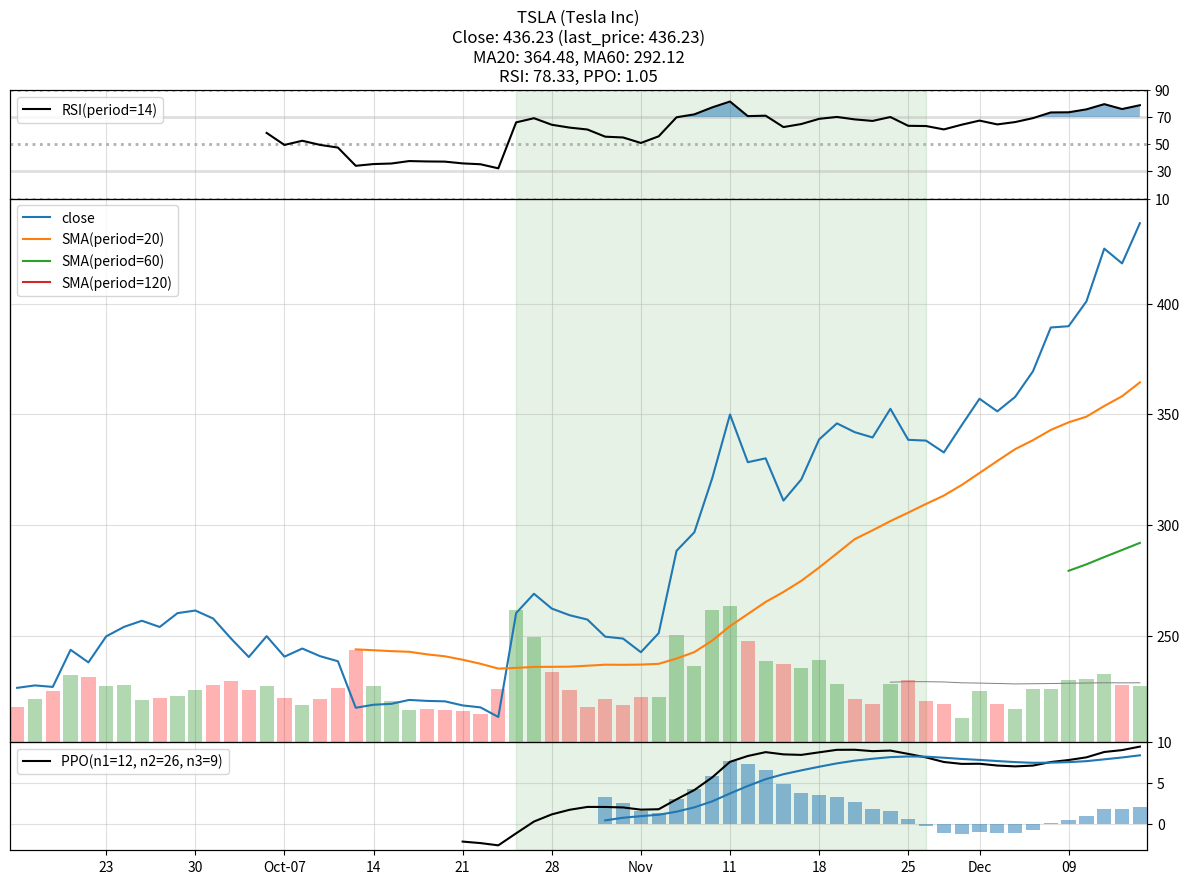 TSLA (Tesla Inc)
Close: 436.23 (last_price: 436.23)
MA20: 364.48, MA60: 292.12
RSI: 78.33, PPO: 1.05
RSI(period=14)
90
70
50
30
10
close
SMA(period=20)
SMA(period=60)
SMA(period=120)
400
350
300
250
PPO(n1=12, n2=26, n3=9)
10
5
0
23 30 Oct-07 14 21 28 Nov 11 18 25 Dec 09